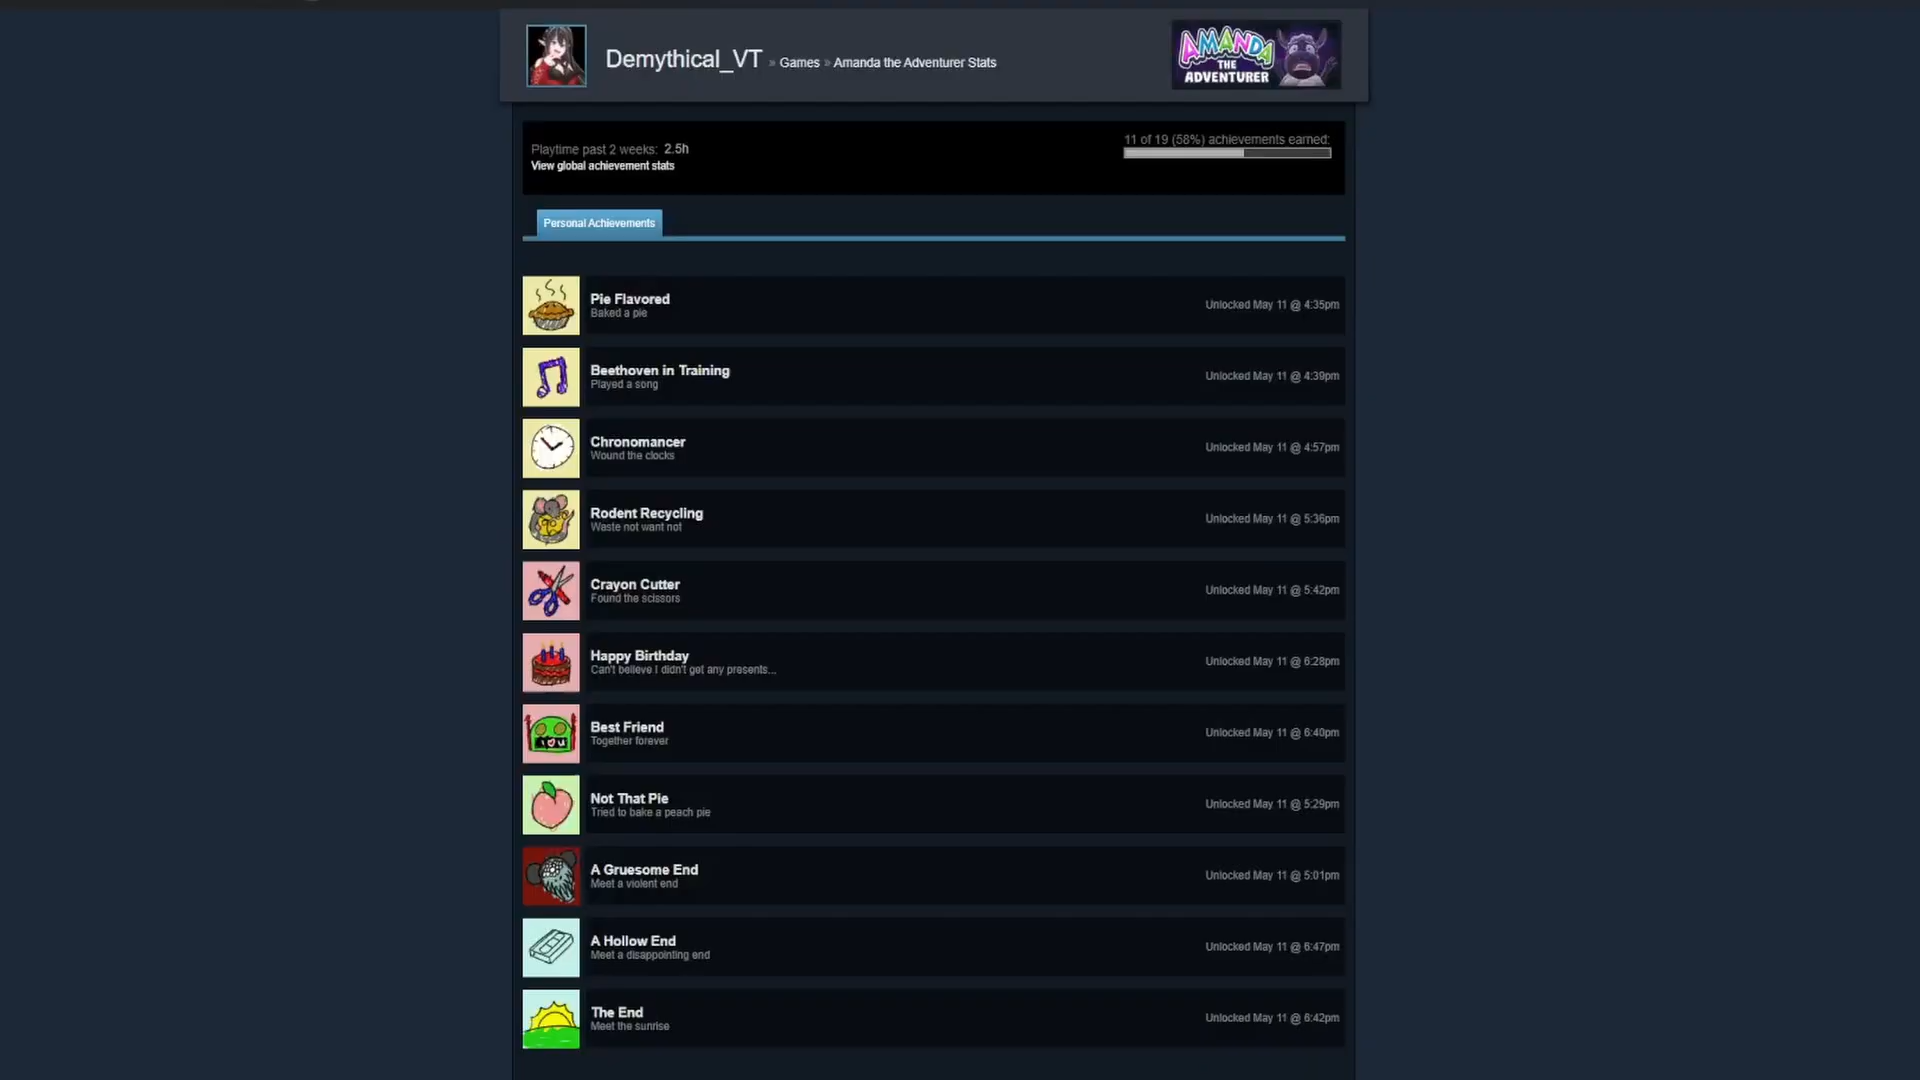 Demythical_VT » Games » Amanda the Adventurer Stats
AMANDA
THE
ADVENTURER
Playtime past 2 weeks: 2.5h
View global achievement stats
11 of 19 (58%) achievements earned:
Personal Achievements
Pie Flavored
Baked a pie
Unlocked May 11 @ 4:35pm
Beethoven in Training
Played a song
Unlocked May 11 @ 4:39pm
Chronomancer
Wound the clocks
Unlocked May 11 @ 4:57pm
Rodent Recycling
Waste not want not
Unlocked May 11 @ 5:36pm
Crayon Cutter
Found the scissors
Unlocked May 11 @ 5:42pm
Happy Birthday
Can't believe I didn't get any presents...
Unlocked May 11 @ 6:28pm
Best Friend
Together forever
Unlocked May 11 @ 6:40pm
Not That Pie
Tried to bake a peach pie
Unlocked May 11 @ 5:29pm
A Gruesome End
Meet a violent end
Unlocked May 11 @ 5:01pm
A Hollow End
Meet a disappointing end
Unlocked May 11 @ 6:47pm
The End
Meet the sunrise
Unlocked May 11 @ 6:42pm